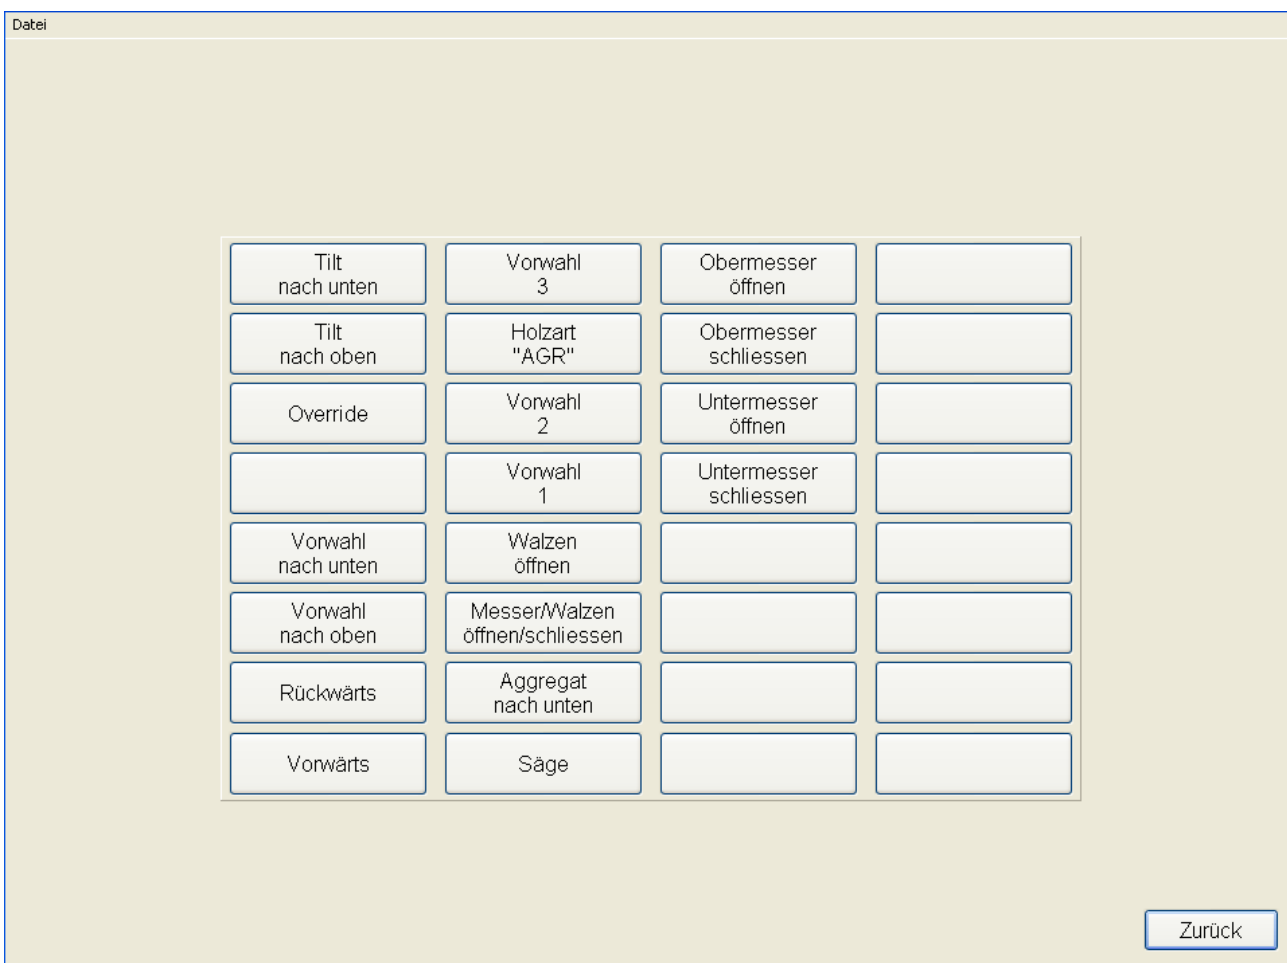 Datei
Tilt
nach unten
Vorwahl
3
Obermesser
öffnen
Tilt
nach oben
Holzart
"AGR"
Obermesser
schliessen
Override
Vorwahl
2
Untermesser
öffnen
Vorwahl
1
Untermesser
schliessen
Vorwahl
nach unten
Walzen
öffnen
Vorwahl
nach oben
Messer/Walzen
öffnen/schliessen
Rückwärts
Aggregat
nach unten
Vorwärts
Säge
Zurück